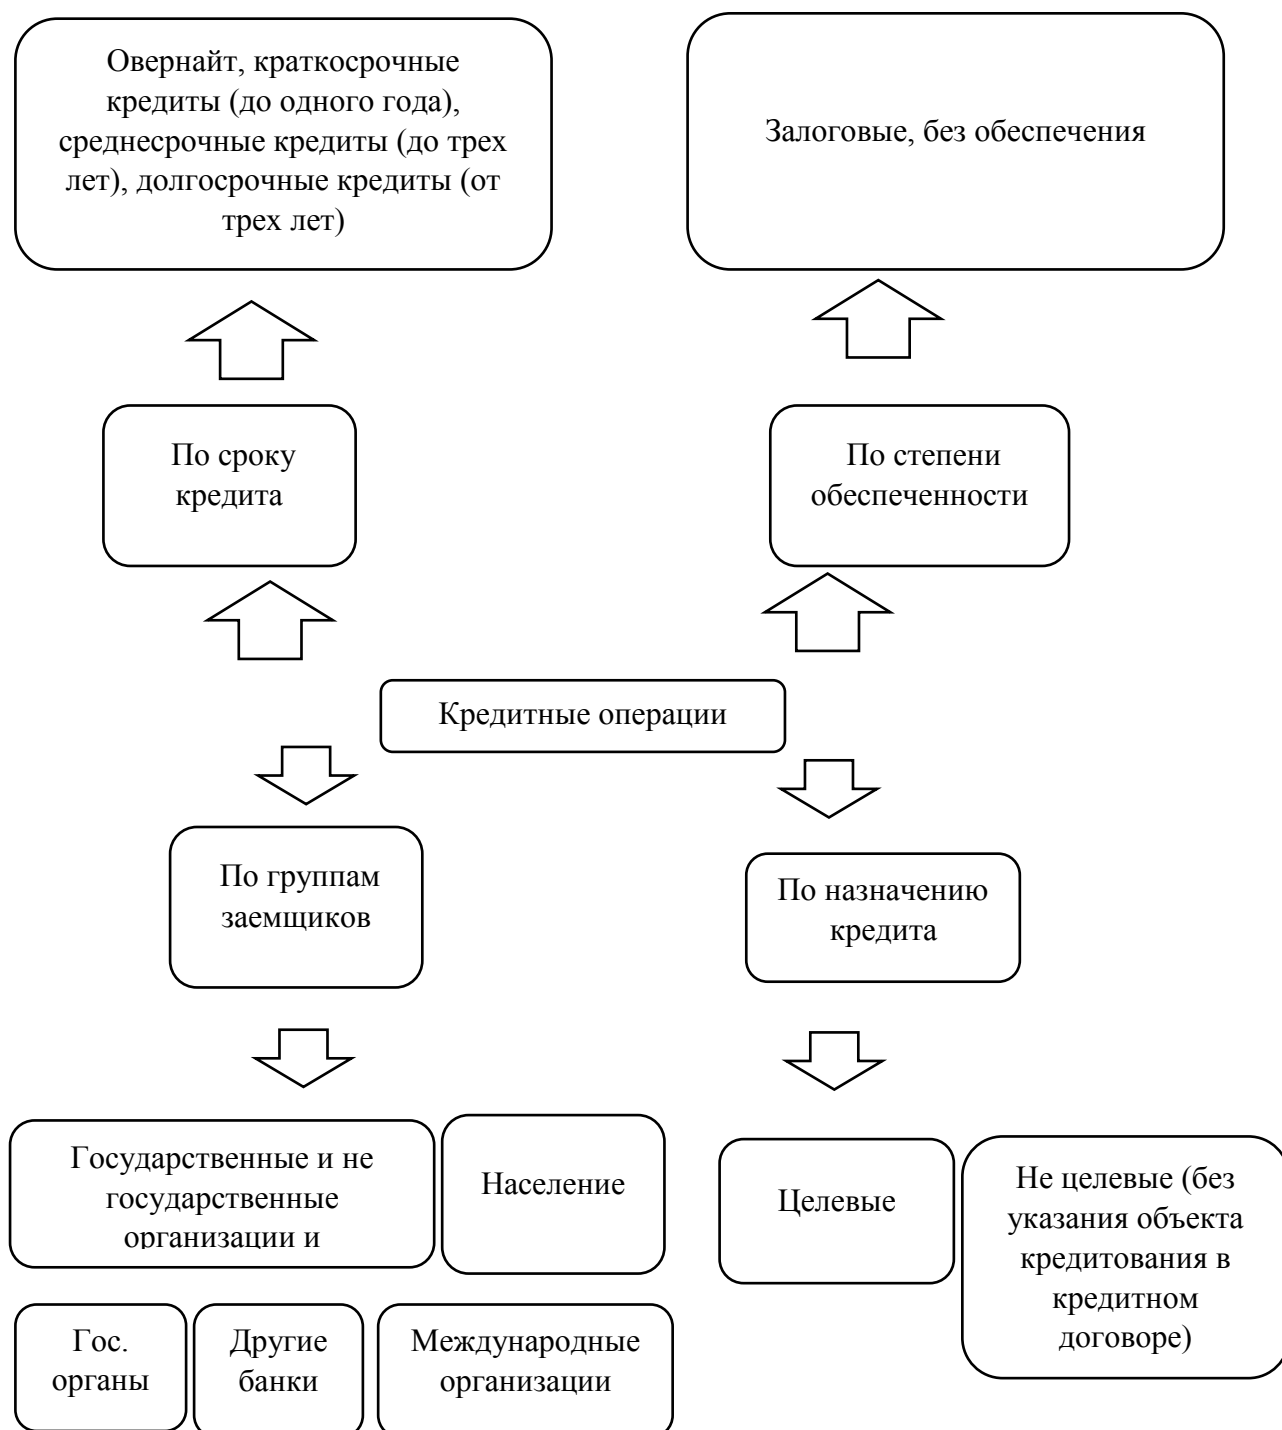 Овернайт, краткосрочные
кредиты (до одного года),
среднесрочные кредиты (до трех
лет), долгосрочные кредиты (от
трех лет)
Залоговые, без обеспечения
По сроку
кредита
По степени
обеспеченности
Кредитные операции
По группам
заемщиков
По назначению
кредита
Государственные и не
государственные
организации и
Население
Целевые
Не целевые (без
указания объекта
кредитования в
кредитном
договоре)
Гос.
органы
Другие
банки
Международные
организации